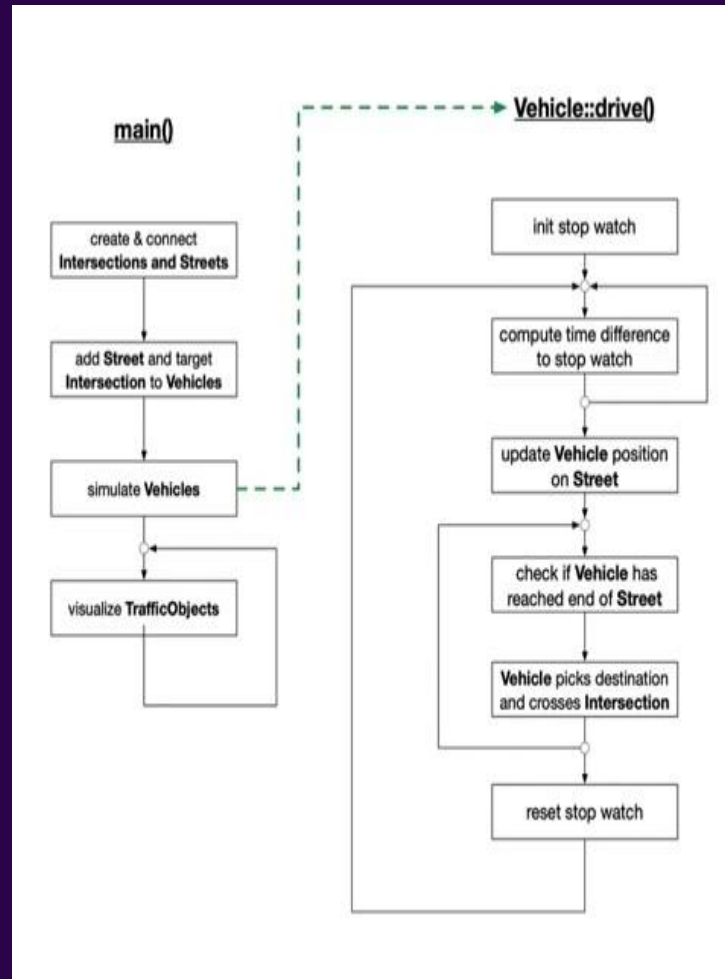 main()
create & connect
Intersections and Streets
add Street and target
Intersection to Vehicles
simulate Vehicles
visualize TrafficObjects
Vehicle::drive()
init stop watch
compute time difference
to stop watch
update Vehicle position
on Street
check if Vehicle has
reached end of Street
Vehicle picks destination
and crosses Intersection
reset stop watch